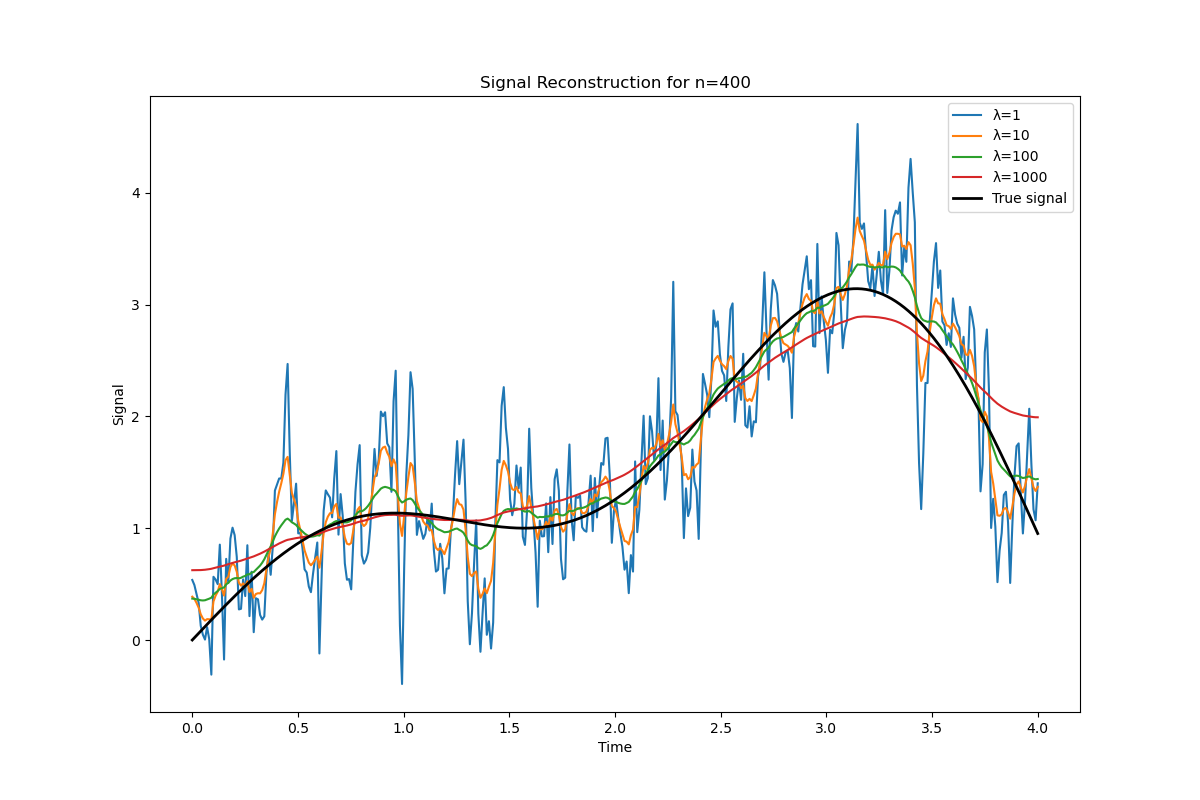 Signal Reconstruction for n=400
λ=1
λ=10
λ=100
λ=1000
True signal
Signal
4
3
2
1
0
0.0 0.5 1.0 1.5 2.0 2.5 3.0 3.5 4.0
Time